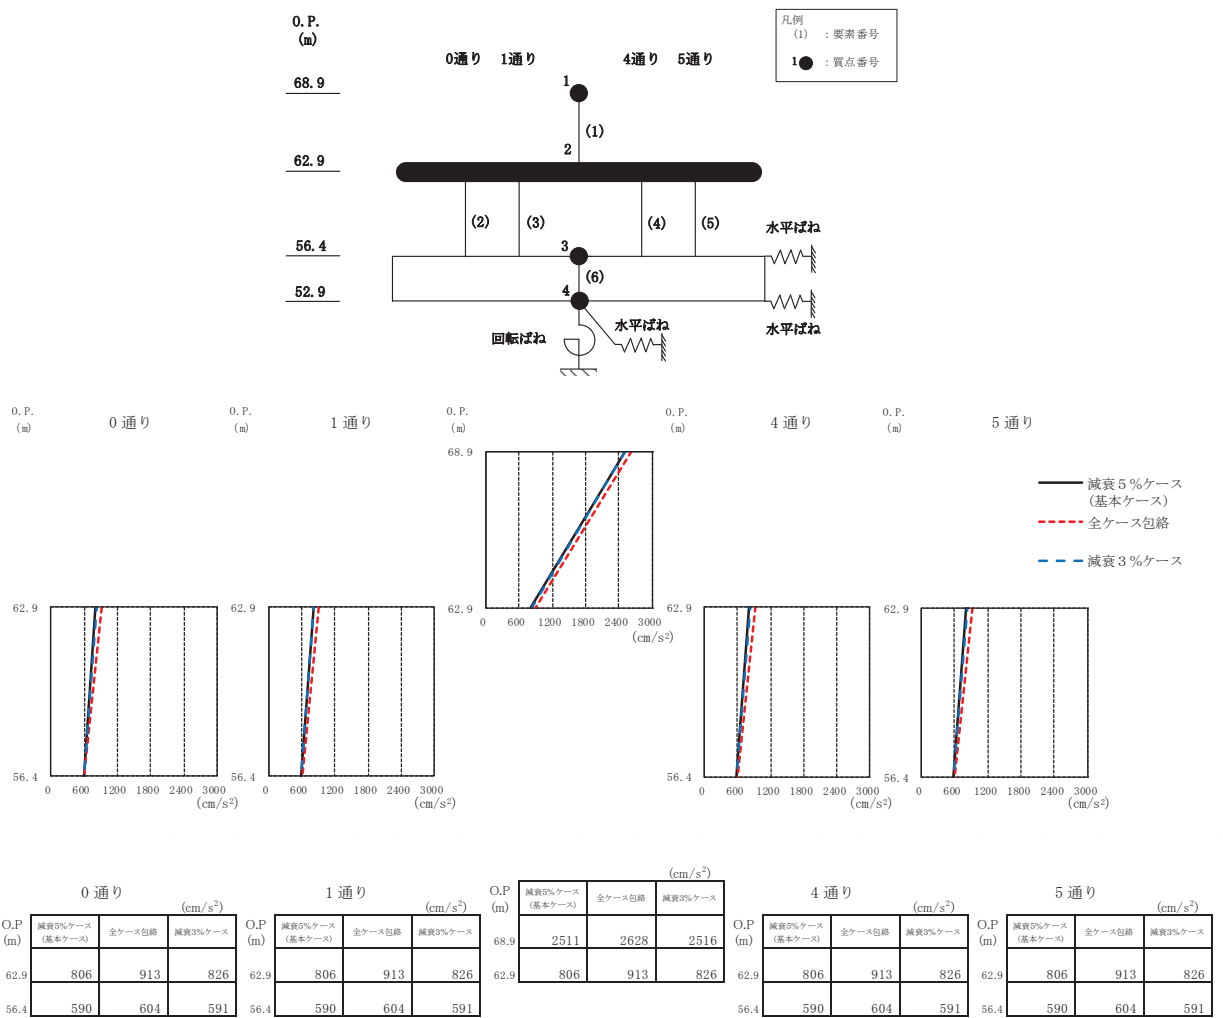 O.P.
(m)
0通り 1通り 4通り 5通り
凡例
(1) :要素番号
1 :質点番号
68.9
1
(1)
2
62.9
(2) (3) (4) (5)
水平ばね
56.4
3
(6)
52.9
4
水平ばね
回転ばね
水平ばね
O.P.
(m)
0 通り
O.P.
(m)
1 通り
O.P.
(m)
O.P.
(m)
4 通り
O.P.
(m)
5 通り
68.9
62.9
0 600 1200 1800 2400 3000
(cm/s²)
減衰5%ケース
(基本ケース)
全ケース包絡
減衰3%ケース
62.9
56.4
0 600 1200 1800 2400 3000
(cm/s²)
62.9
56.4
0 600 1200 1800 2400 3000
(cm/s²)
62.9
56.4
0 600 1200 1800 2400 3000
(cm/s²)
62.9
56.4
0 600 1200 1800 2400 3000
(cm/s²)
0 通り
(cm/s²)
O.P
(m)
減衰5%ケース
(基本ケース)
全ケース包絡
減衰3%ケース
62.9 806 913 826
56.4 590 604 591
1 通り
(cm/s²)
O.P
(m)
減衰5%ケース
(基本ケース)
全ケース包絡
減衰3%ケース
62.9 806 913 826
56.4 590 604 591
(cm/s²)
O.P
(m)
減衰5%ケース
(基本ケース)
全ケース包絡
減衰3%ケース
68.9 2511 2628 2516
62.9 806 913 826
4 通り
(cm/s²)
O.P
(m)
減衰5%ケース
(基本ケース)
全ケース包絡
減衰3%ケース
62.9 806 913 826
56.4 590 604 591
5 通り
(cm/s²)
O.P
(m)
減衰5%ケース
(基本ケース)
全ケース包絡
減衰3%ケース
62.9 806 913 826
56.4 590 604 591